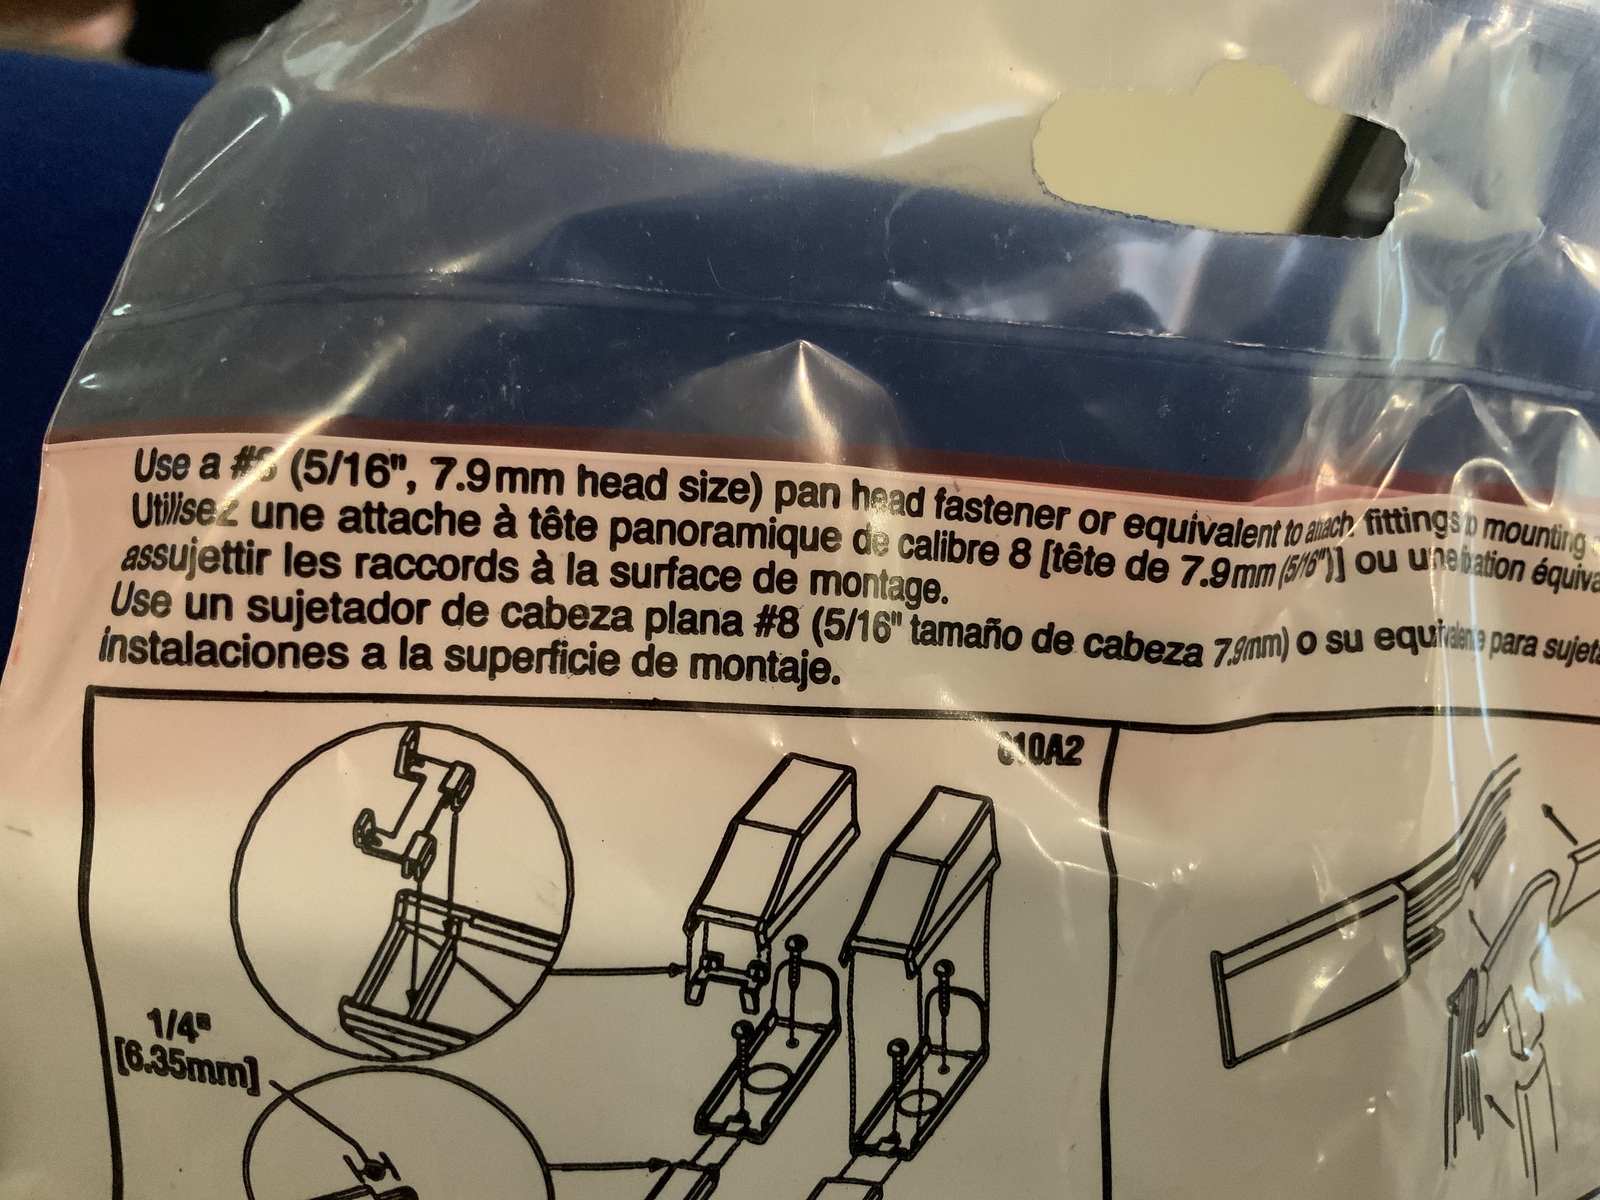 Use a #8 (5/16", 7.9mm head size) pan head fastener or equivalent to attach fittings to mounting
Utilisez une attache à tête panoramique de calibre 8 [tête de 7.9mm (5/16")] ou une
assujettir les raccords à la surface de montage.
Use un sujetador de cabeza plana #8 (5/16" tamaño de cabeza 7.9mm) o su equivalente para
instalaciones a la superficie de montaje.
1/4"
[6.35mm]